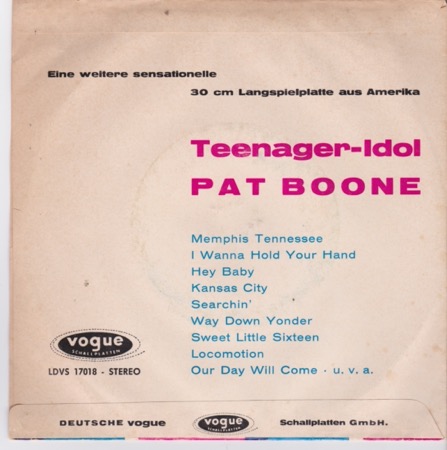 Eine weitere sensationelle
30 cm Langspielplatte aus Amerika
Teenager-Idol
PAT BOONE
Memphis Tennessee
I Wanna Hold Your Hand
Hey Baby
Kansas City
Searchin'
Way Down Yonder
Sweet Little Sixteen
Locomotion
Our Day Will Come · u. v. a.
vogue
SCHALLPLATTEN
LDVS 17018 - STEREO
DEUTSCHE vogue vogue Schallplatten GmbH.
SCHALLPLATTEN